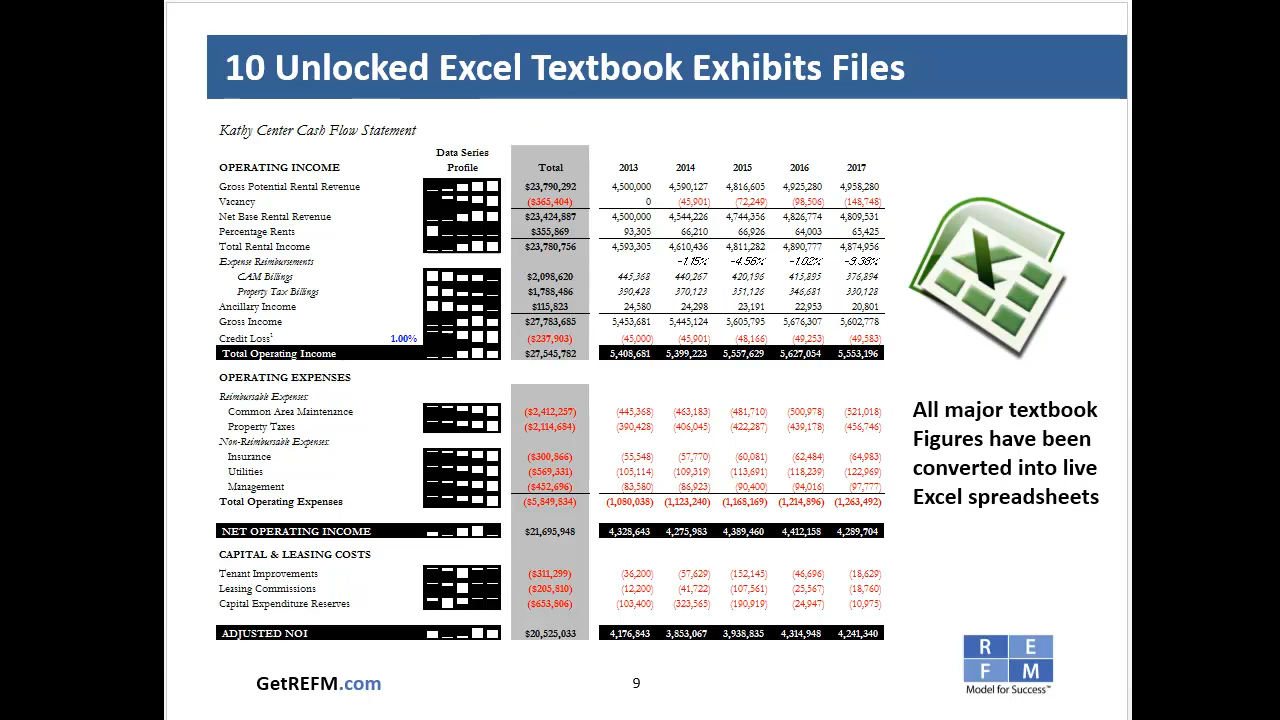 10 Unlocked Excel Textbook Exhibits Files
Kathy Center Cash Flow Statement
Data Series
OPERATING INCOME Profile Total 2013 2014 2015 2016 2017
Gross Potential Rental Revenue $23,790,292 4,500,000 4,590,127 4,816,605 4,925,280 4,958,280
Vacancy ($365,404) 0 (45,901) (72,249) (98,506) (148,748)
Net Base Rental Revenue $23,424,887 4,500,000 4,544,226 4,744,356 4,826,774 4,809,531
Percentage Rents $355,869 93,305 66,210 66,926 64,003 65,425
Total Rental Income $23,780,756 4,593,305 4,610,436 4,811,282 4,890,777 4,874,956
Expense Reimbursements -1.15% -4.56% -1.02% -9.36%
CAM Billings $2,098,620 445,368 440,267 420,196 415,895 376,894
Property Tax Billings $1,788,486 390,428 370,123 351,126 346,681 330,128
Ancillary Income $115,823 24,580 24,298 23,191 22,953 20,801
Gross Income $27,783,685 5,453,681 5,445,124 5,605,795 5,676,307 5,602,778
Credit Loss¹ 1.00% ($237,903) (45,000) (45,901) (48,166) (49,253) (49,583)
Total Operating Income $27,545,782 5,408,681 5,399,223 5,557,629 5,627,054 5,553,196
OPERATING EXPENSES
Reimbursable Expenses:
Common Area Maintenance ($2,412,257) (445,368) (463,183) (481,710) (500,978) (521,018)
Property Taxes ($2,114,684) (390,428) (406,045) (422,287) (439,178) (456,746)
Non-Reimbursable Expenses:
Insurance ($300,866) (55,548) (57,770) (60,081) (62,484) (64,983)
Utilities ($569,331) (105,114) (109,319) (113,691) (118,239) (122,969)
Management ($452,696) (83,580) (86,923) (90,400) (94,016) (97,777)
Total Operating Expenses ($5,849,834) (1,080,038) (1,123,240) (1,168,169) (1,214,896) (1,263,492)
NET OPERATING INCOME $21,695,948 4,328,643 4,275,983 4,389,460 4,412,158 4,289,704
CAPITAL & LEASING COSTS
Tenant Improvements ($311,299) (36,200) (57,629) (152,145) (46,696) (18,629)
Leasing Commissions ($205,810) (12,200) (41,722) (107,561) (25,567) (18,760)
Capital Expenditure Reserves ($653,806) (103,400) (323,565) (190,919) (24,947) (10,975)
ADJUSTED NOI $20,525,033 4,176,843 3,853,067 3,938,835 4,314,948 4,241,340
All major textbook
Figures have been
converted into live
Excel spreadsheets
GetREFM.com
9
R E
F M
Model for Success™